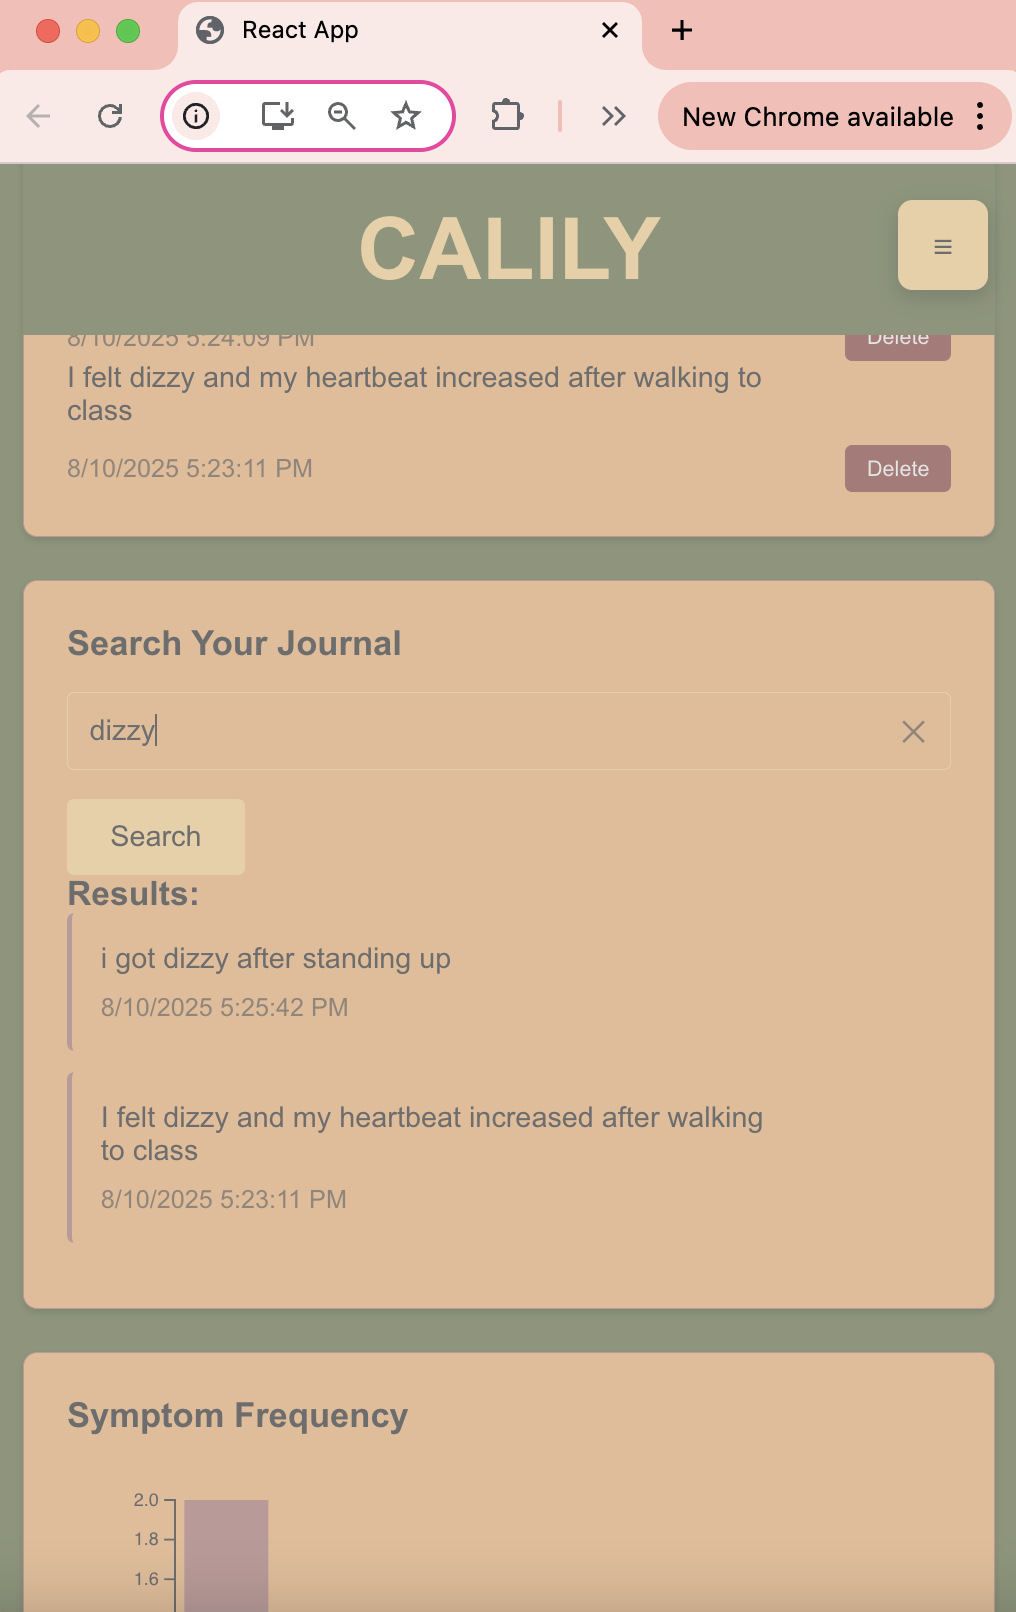 React App
New Chrome available
CALILY
8/10/2025 5:24:09 PM
Delete
I felt dizzy and my heartbeat increased after walking to
class
8/10/2025 5:23:11 PM
Delete
Search Your Journal
dizzy
Search
Results:
i got dizzy after standing up
8/10/2025 5:25:42 PM
I felt dizzy and my heartbeat increased after walking
to class
8/10/2025 5:23:11 PM
Symptom Frequency
2.0
1.8
1.6